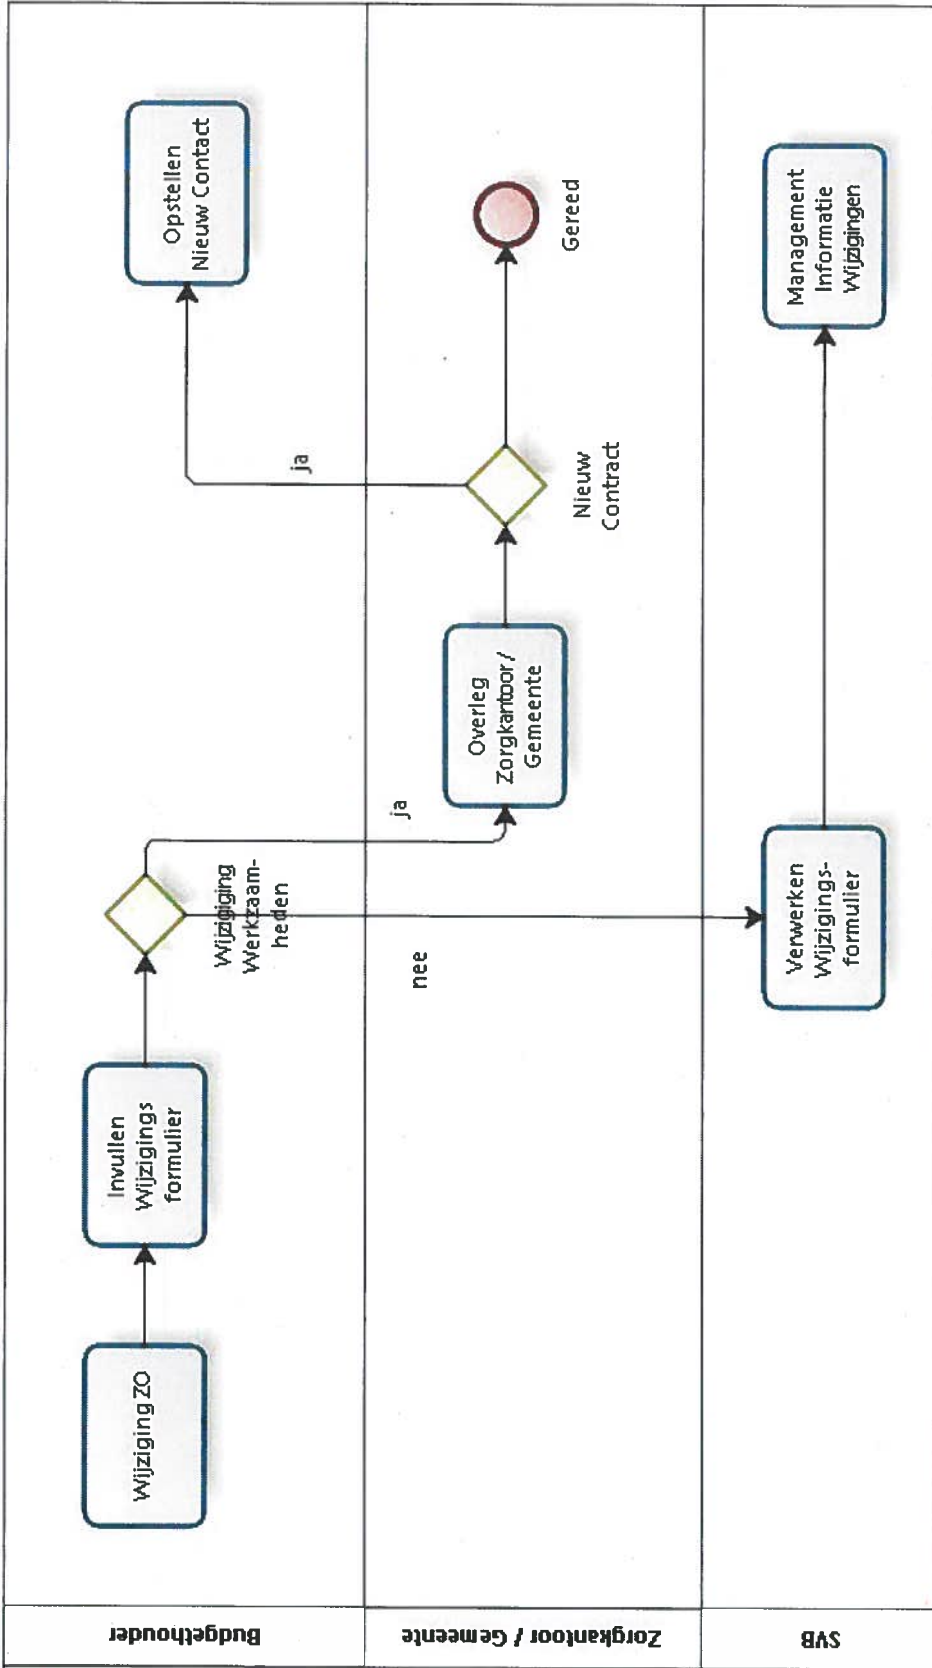 Budgethouder
Wijziging ZO
Invullen
Wijzigings
formulier
Wijzigiging
Werkzaam-
heden
ja
nee
ja
Opstellen
Nieuw Contact
Zorgkantoor / Gemeente
Overleg
Zorgkantoor /
Gemeente
Nieuw
Contract
Gereed
SVB
Verwerken
Wijzigings-
formulier
Management
Informatie
Wijzigingen